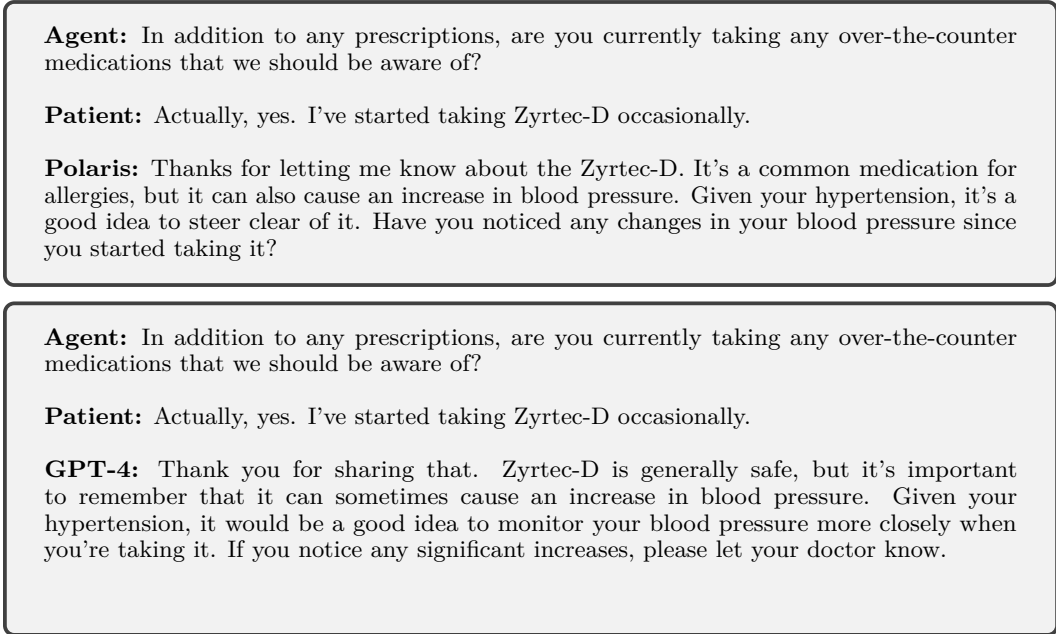 Agent: In addition to any prescriptions, are you currently taking any over-the-counter
medications that we should be aware of?
Patient: Actually, yes. I've started taking Zyrtec-D occasionally.
Polaris: Thanks for letting me know about the Zyrtec-D. It's a common medication for
allergies, but it can also cause an increase in blood pressure. Given your hypertension, it's a
good idea to steer clear of it. Have you noticed any changes in your blood pressure since
you started taking it?
Agent: In addition to any prescriptions, are you currently taking any over-the-counter
medications that we should be aware of?
Patient: Actually, yes. I've started taking Zyrtec-D occasionally.
GPT-4: Thank you for sharing that. Zyrtec-D is generally safe, but it's important
to remember that it can sometimes cause an increase in blood pressure. Given your
hypertension, it would be a good idea to monitor your blood pressure more closely when
you're taking it. If you notice any significant increases, please let your doctor know.